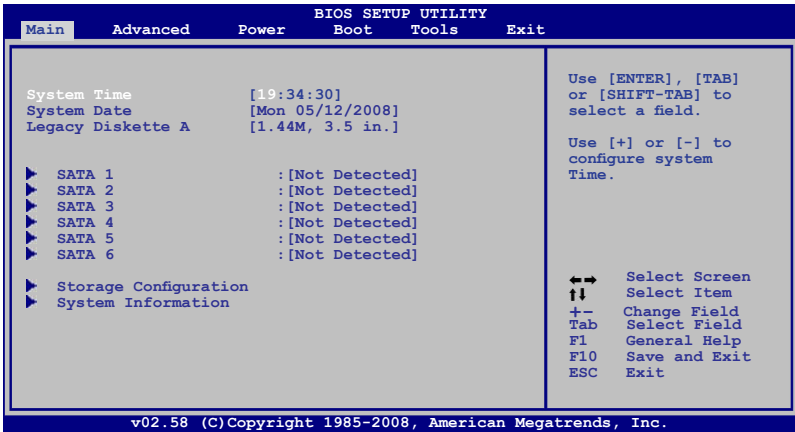 BIOS SETUP UTILITY
Main Advanced Power Boot Tools Exit
System Time [19:34:30]
System Date [Mon 05/12/2008]
Legacy Diskette A [1.44M, 3.5 in.]
SATA 1 :[Not Detected]
SATA 2 :[Not Detected]
SATA 3 :[Not Detected]
SATA 4 :[Not Detected]
SATA 5 :[Not Detected]
SATA 6 :[Not Detected]
Storage Configuration
System Information
Use [ENTER], [TAB]
or [SHIFT-TAB] to
select a field.
Use [+] or [-] to
configure system
Time.
←→ Select Screen
↑↓ Select Item
+- Change Field
Tab Select Field
F1 General Help
F10 Save and Exit
ESC Exit
v02.58 (C)Copyright 1985-2008, American Megatrends, Inc.